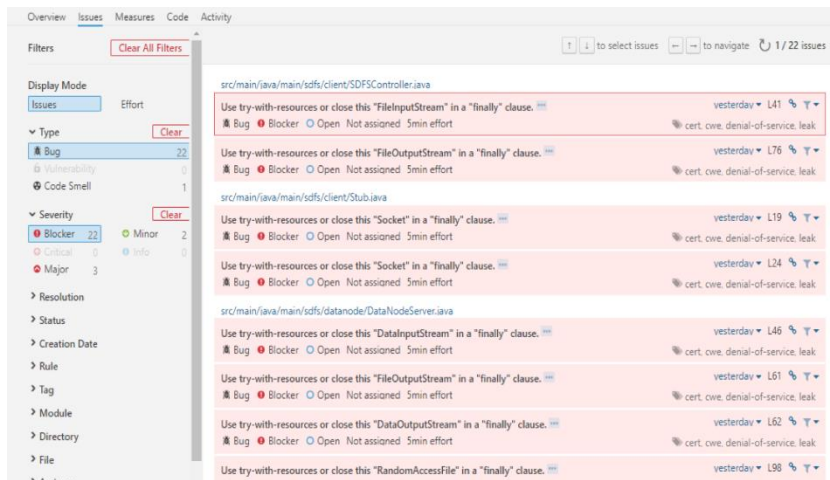 Overview Issues Measures Code Activity
Filters
Clear All Filters
↑ ↓ to select issues ← → to navigate 1 / 22 issues
Display Mode
Issues Effort
Type Clear
Bug 22
Vulnerability 0
Code Smell 1
Severity Clear
Blocker 22 Minor 2
Critical 0 Info 0
Major 3
Resolution
Status
Creation Date
Rule
Tag
Module
Directory
File
src/main/java/main/sdfs/client/SDFSController.java
Use try-with-resources or close this "FileInputStream" in a "finally" clause. yesterday L41
Bug Blocker Open Not assigned 5min effort cert, cwe, denial-of-service, leak
Use try-with-resources or close this "FileOutputStream" in a "finally" clause. yesterday L76
Bug Blocker Open Not assigned 5min effort cert, cwe, denial-of-service, leak
src/main/java/main/sdfs/client/Stub.java
Use try-with-resources or close this "Socket" in a "finally" clause. yesterday L19
Bug Blocker Open Not assigned 5min effort cert, cwe, denial-of-service, leak
Use try-with-resources or close this "Socket" in a "finally" clause. yesterday L24
Bug Blocker Open Not assigned 5min effort cert, cwe, denial-of-service, leak
src/main/java/main/sdfs/datanode/DataNodeServer.java
Use try-with-resources or close this "DataInputStream" in a "finally" clause. yesterday L46
Bug Blocker Open Not assigned 5min effort cert, cwe, denial-of-service, leak
Use try-with-resources or close this "FileOutputStream" in a "finally" clause. yesterday L61
Bug Blocker Open Not assigned 5min effort cert, cwe, denial-of-service, leak
Use try-with-resources or close this "DataOutputStream" in a "finally" clause. yesterday L62
Bug Blocker Open Not assigned 5min effort cert, cwe, denial-of-service, leak
Use try-with-resources or close this "RandomAccessFile" in a "finally" clause. yesterday L98